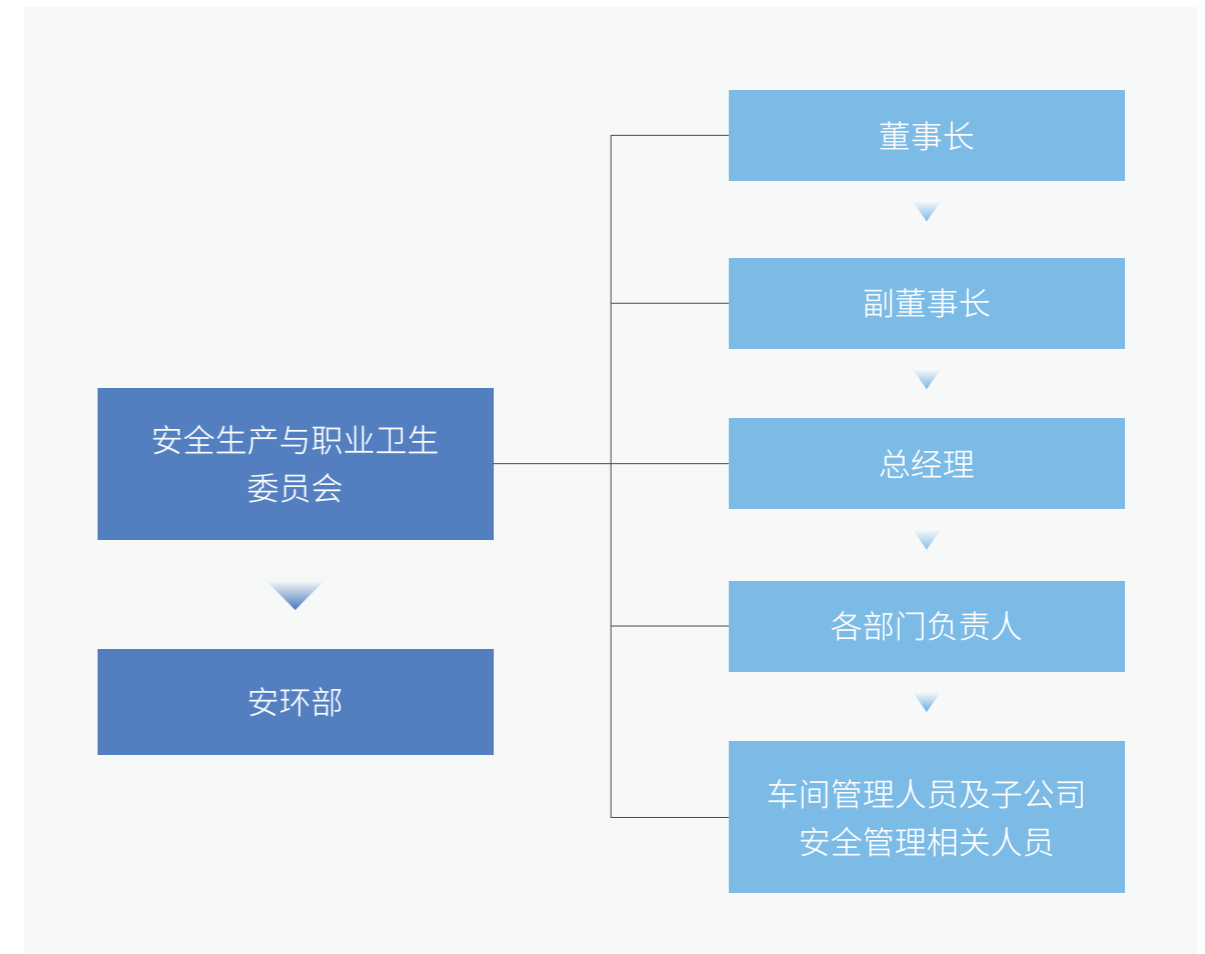 董事长
副董事长
安全生产与职业卫生
委员会
总经理
各部门负责人
安环部
车间管理人员及子公司
安全管理相关人员